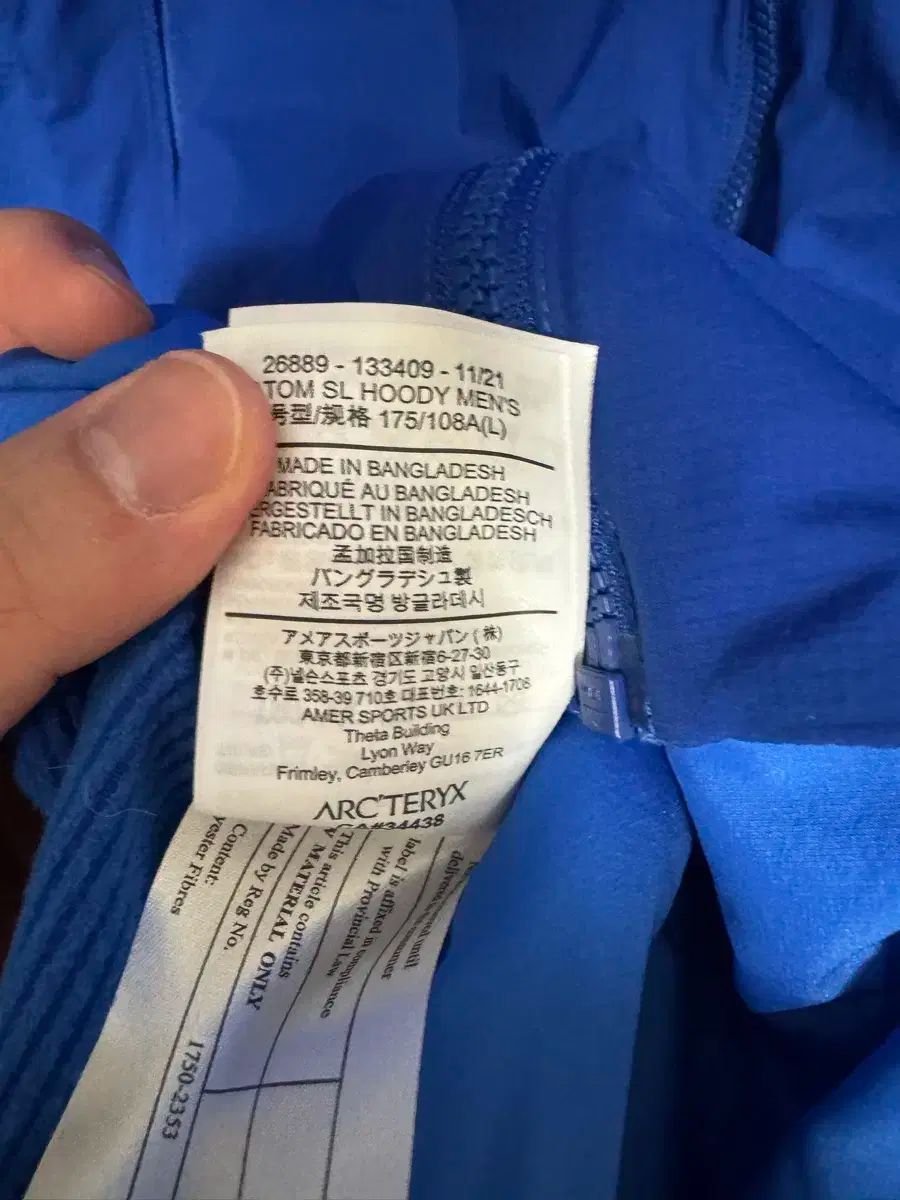 26889 - 133409 - 11/21
TOM SL HOODY MEN'S
号型/规格 175/108A(L)
MADE IN BANGLADESH
ABRIQUÉ AU BANGLADESH
ERGESTELLT IN BANGLADESCH
FABRICADO EN BANGLADESH
孟加拉国制造
バングラデシュ製
제조국명 방글라데시
アメアスポーツジャパン(株)
東京都新宿区新宿6-27-30
(주)넬슨스포츠 경기도 고양시 일산동구
호수로 358-39 710호 대표번호: 1644-1706
AMER SPORTS UK LTD
Theta Building
Lyon Way
Frimley, Camberley GU16 7ER
ARC'TERYX
CA#34438
label is affixed in compliance
with Provincial Law
This article contains
MATERIAL ONLY
Made by Reg No.
1750-2353
Content:
yester Fibres